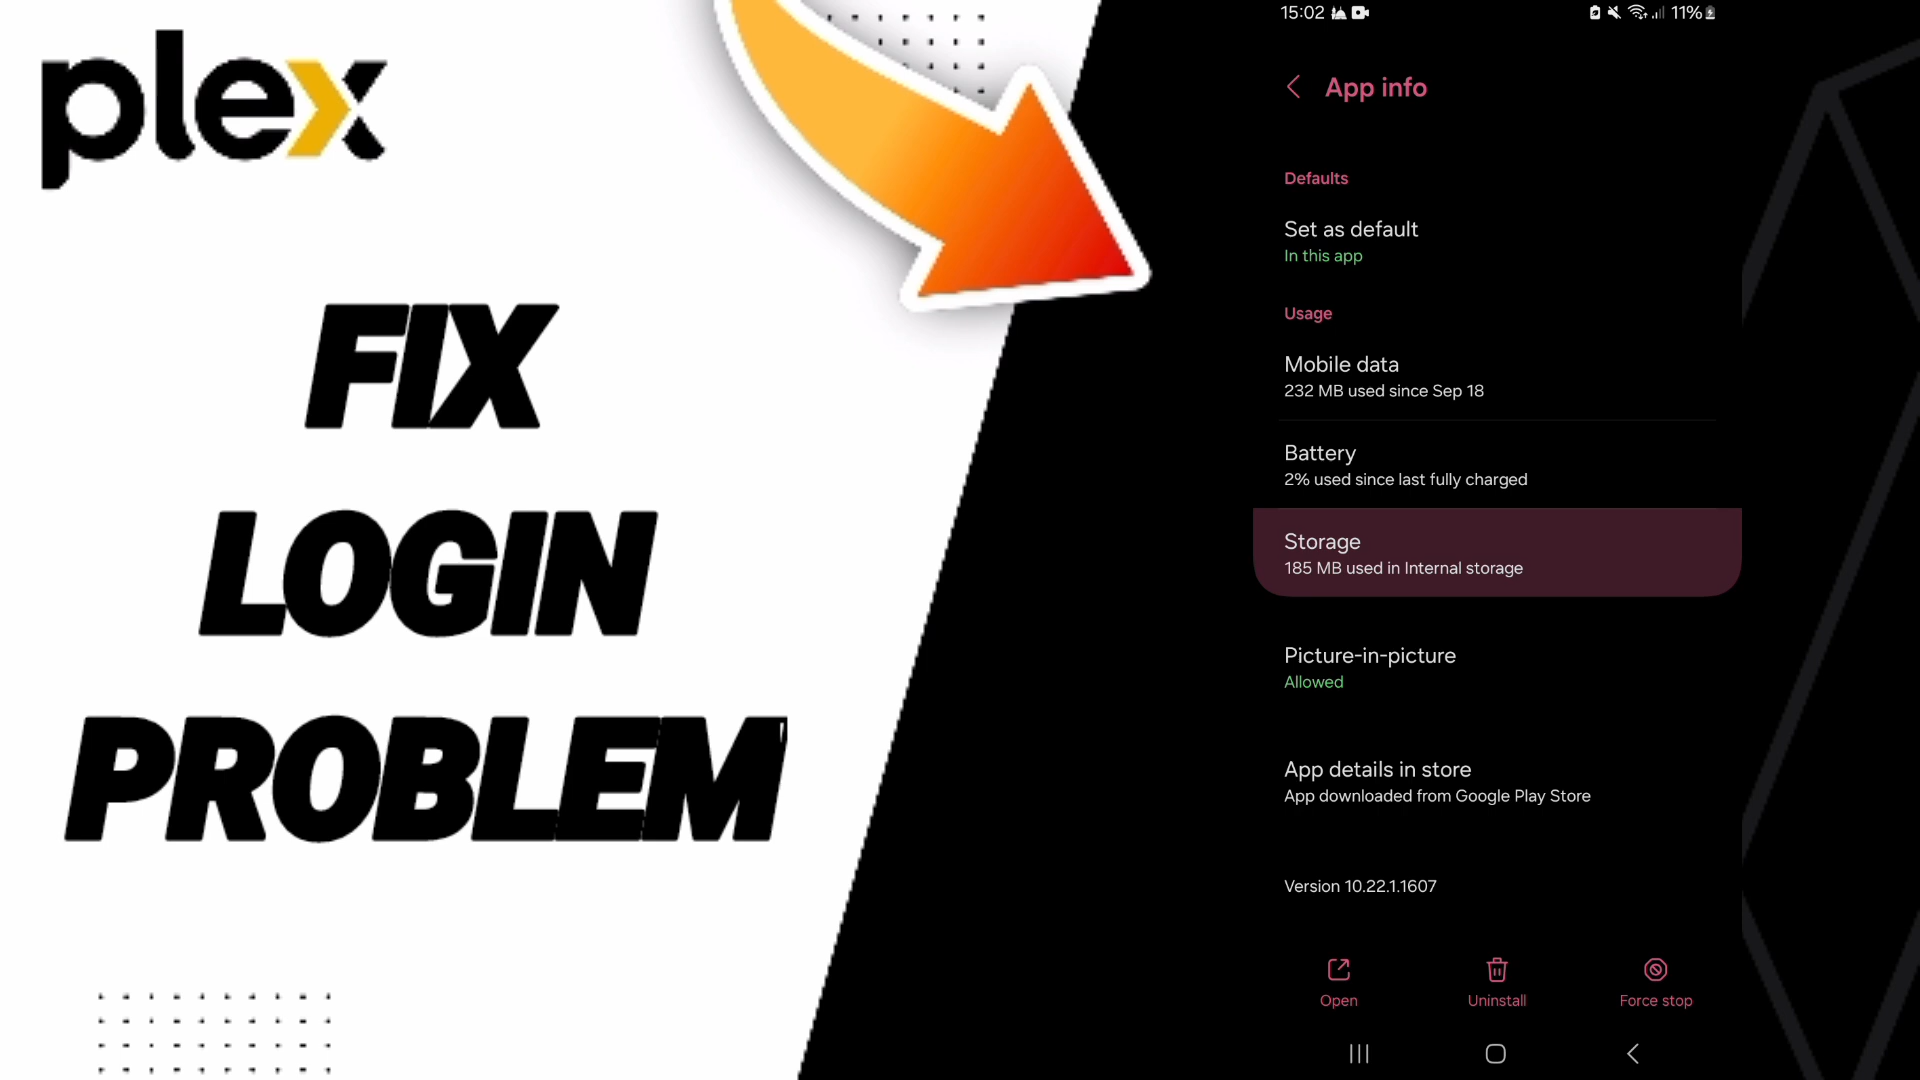 plex
FIX
LOGIN
PROBLEM
15:02
11%
App info
Defaults
Set as default
In this app
Usage
Mobile data
232 MB used since Sep 18
Battery
2% used since last fully charged
Storage
185 MB used in Internal storage
Picture-in-picture
Allowed
App details in store
App downloaded from Google Play Store
Version 10.22.1.1607
Open
Uninstall
Force stop